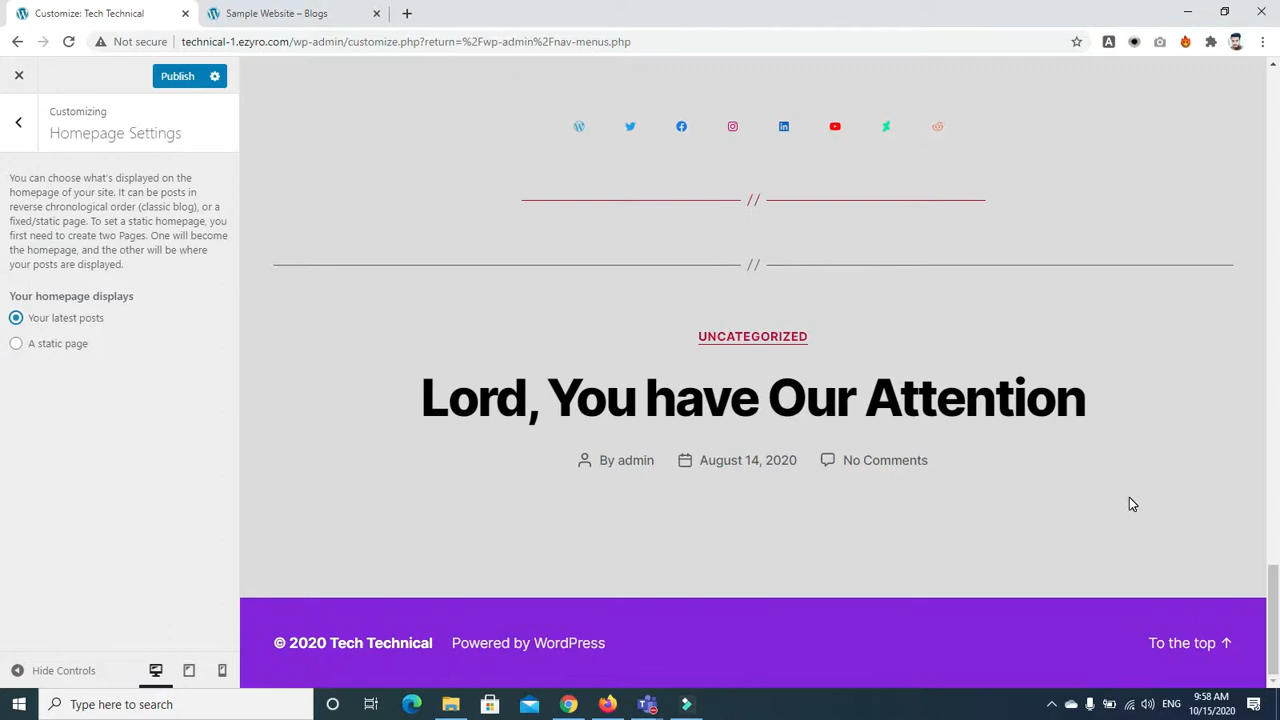 Customize: Tech Technical
Sample Website – Blogs
Not secure
technical-1.ezyro.com/wp-admin/customize.php?return=%2Fwp-admin%2Fnav-menus.php
Publish
Customizing
Homepage Settings
You can choose what's displayed on the
homepage of your site. It can be posts in
reverse chronological order (classic blog), or a
fixed/static page. To set a static homepage, you
first need to create two Pages. One will become
the homepage, and the other will be where
your posts are displayed.
Your homepage displays
Your latest posts
A static page
//
//
UNCATEGORIZED
Lord, You have Our Attention
By admin
August 14, 2020
No Comments
© 2020 Tech Technical
Powered by WordPress
To the top ↑
Hide Controls
Type here to search
ENG
9:58 AM
10/15/2020